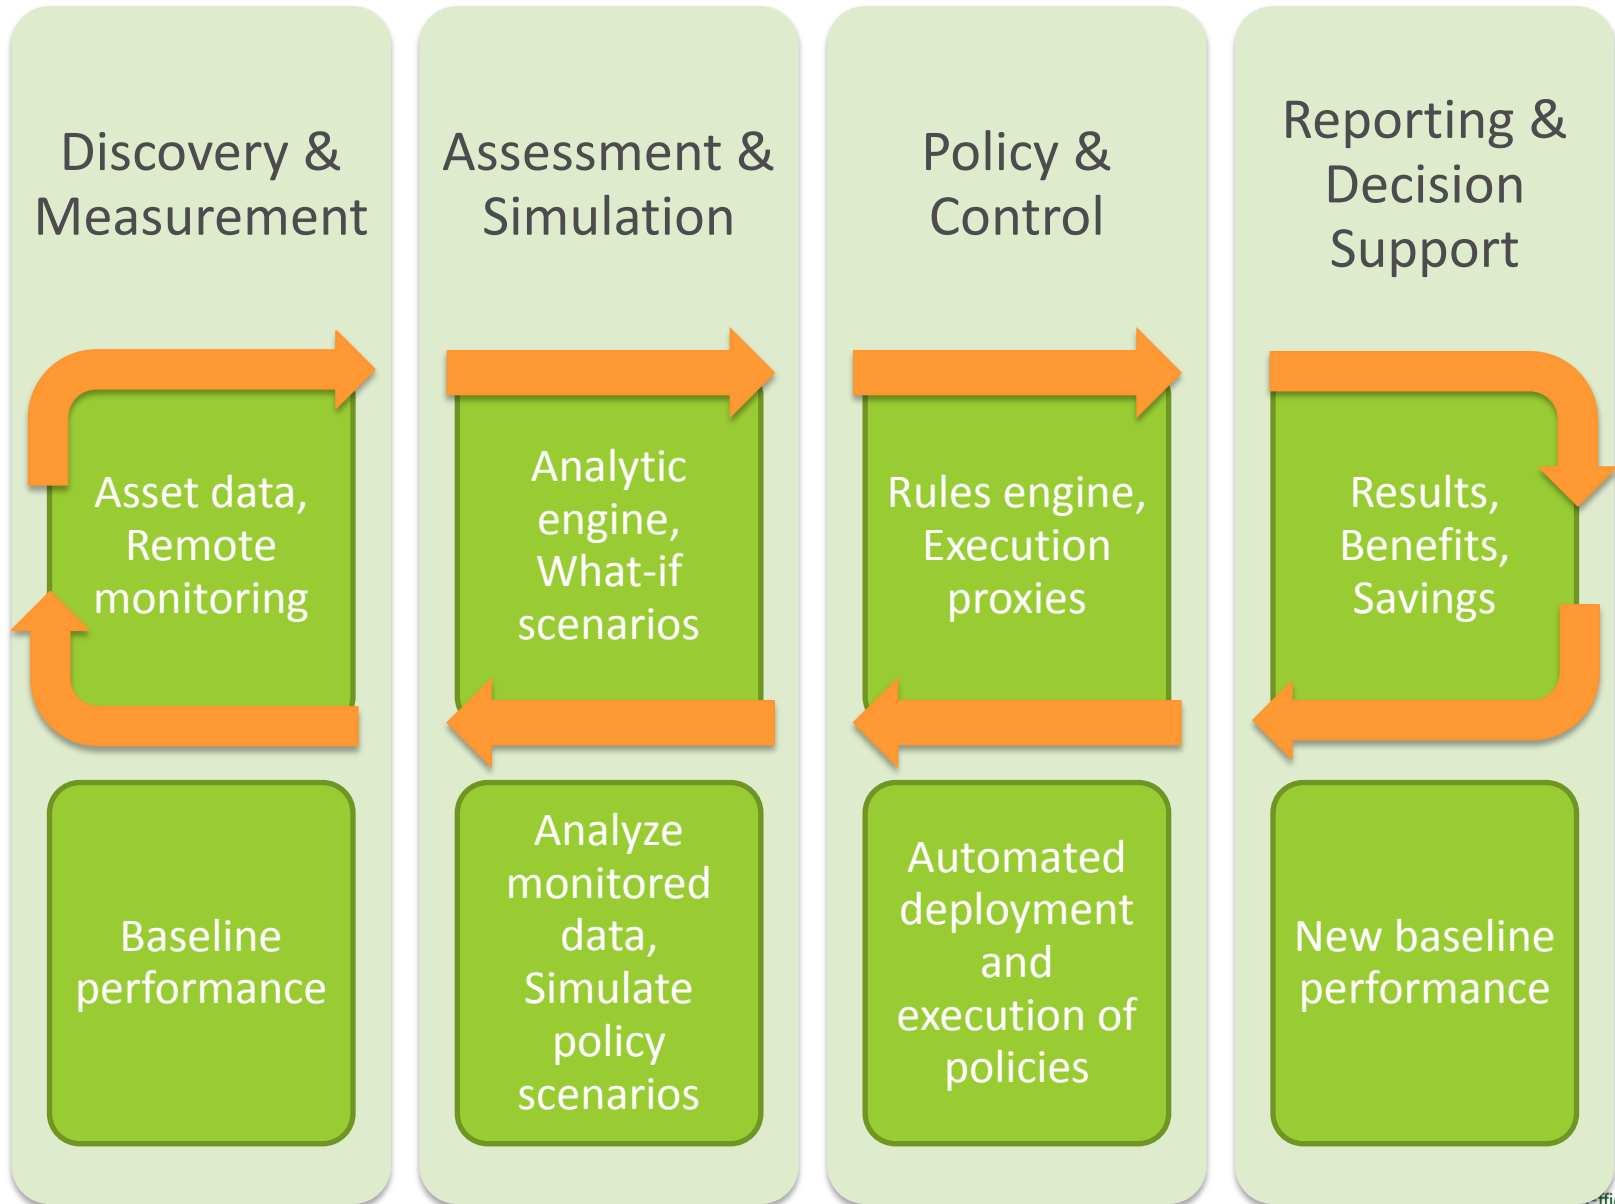 Discovery &
Measurement
Asset data,
Remote
monitoring
Baseline
performance
Assessment &
Simulation
Analytic
engine,
What-if
scenarios
Analyze
monitored
data,
Simulate
policy
scenarios
Policy &
Control
Rules engine,
Execution
proxies
Automated
deployment
and
execution of
policies
Reporting &
Decision
Support
Results,
Benefits,
Savings
New baseline
performance